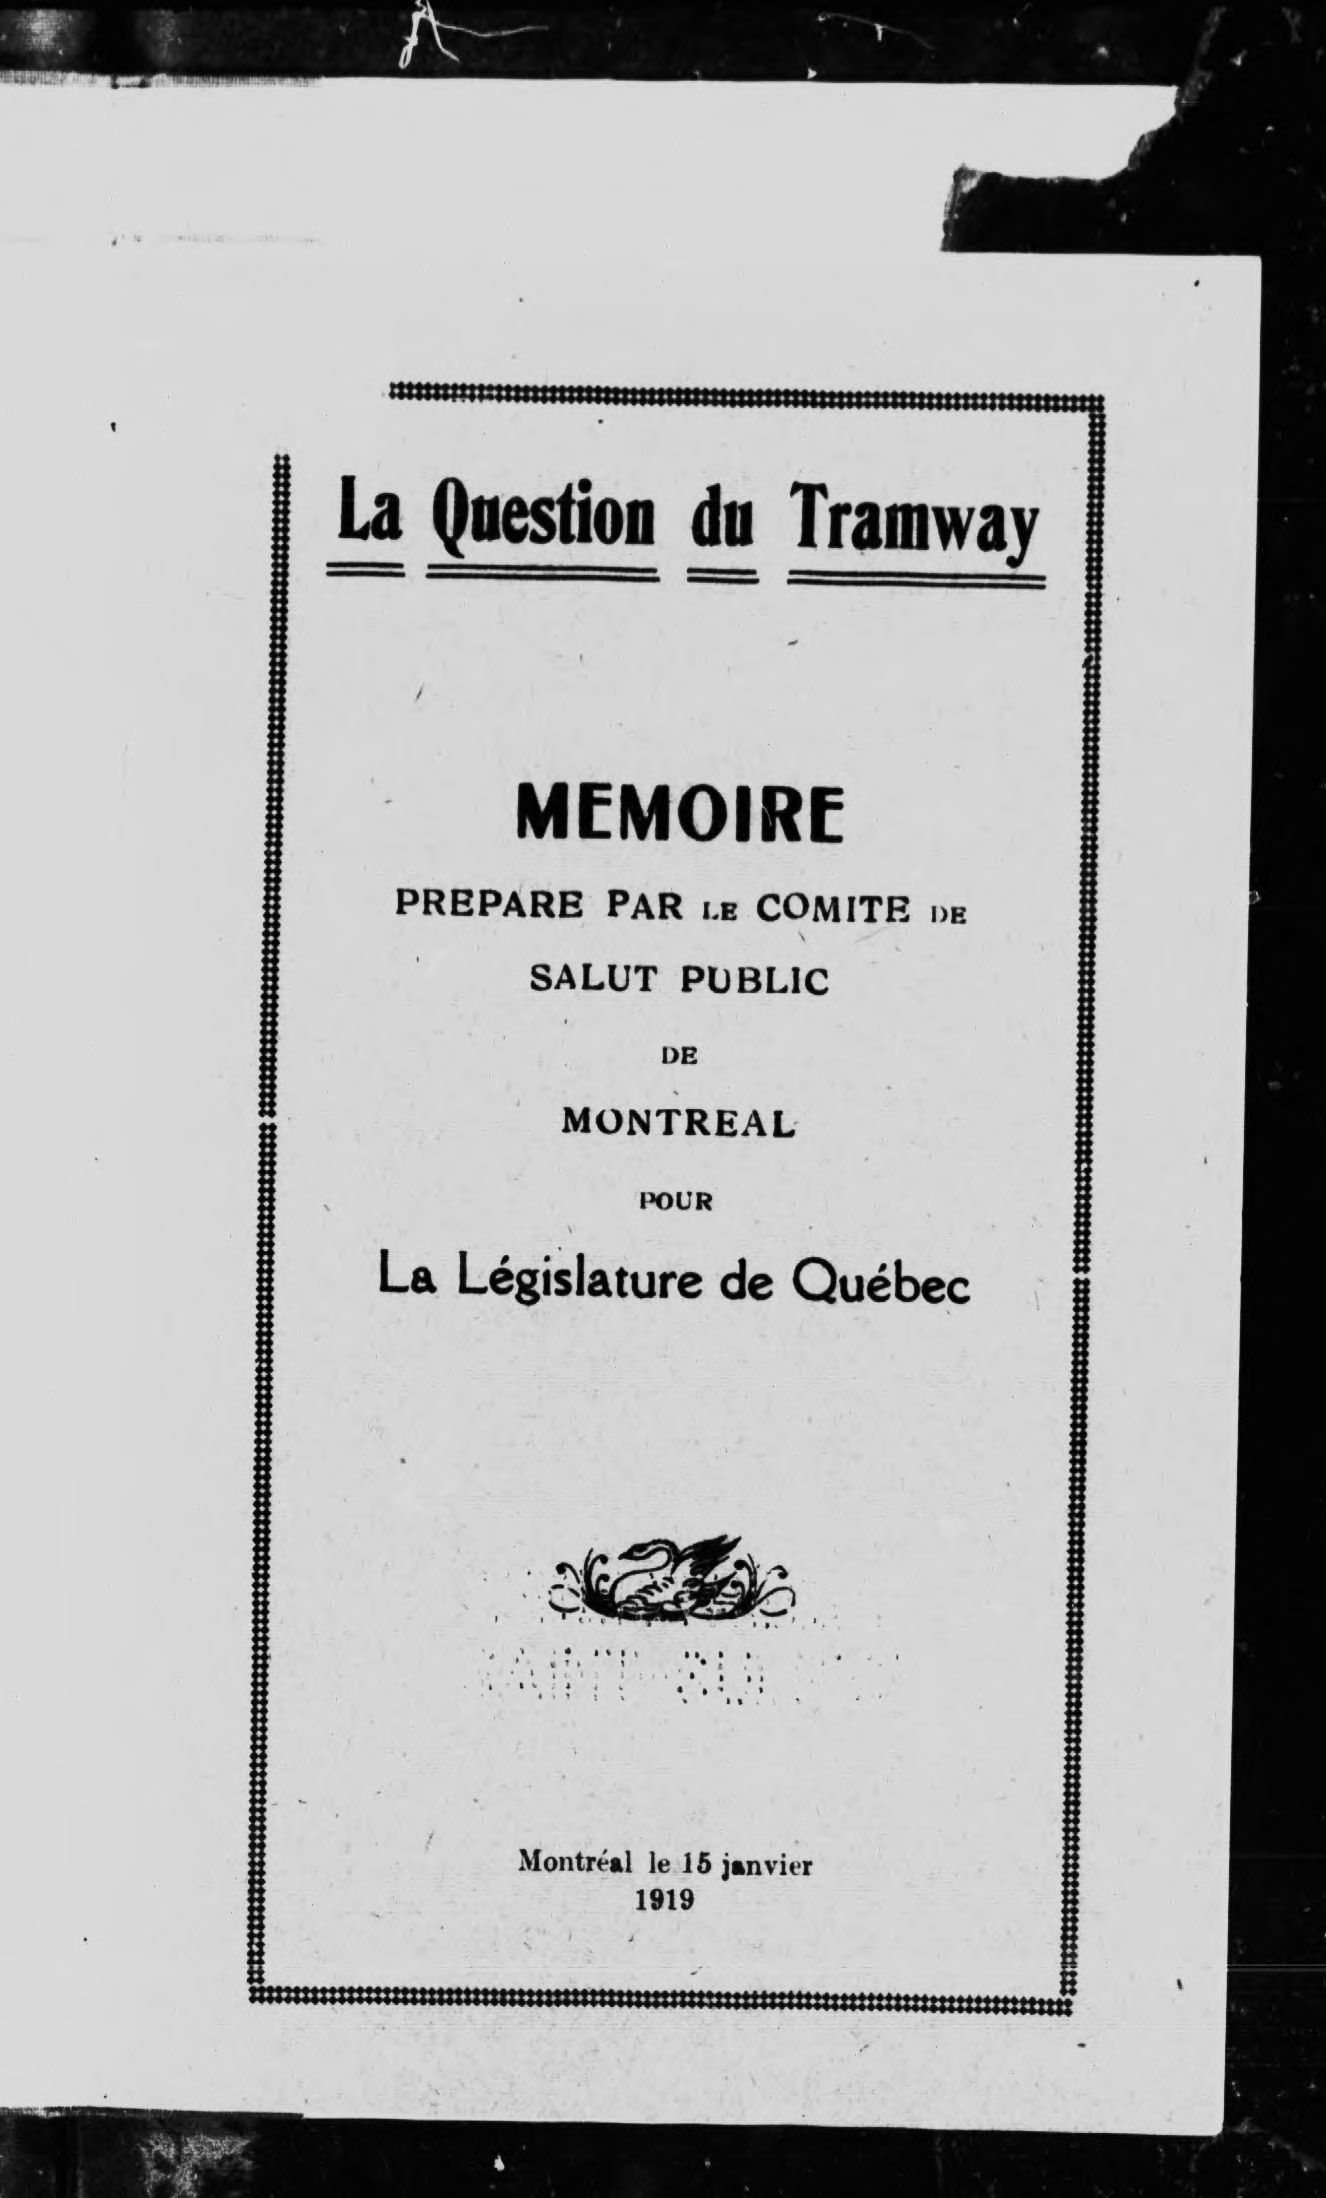 La Question du Tramway
MEMOIRE
PREPARE PAR LE COMITE DE
SALUT PUBLIC
DE
MONTREAL
POUR
La Législature de Québec
Montréal le 15 janvier
1919